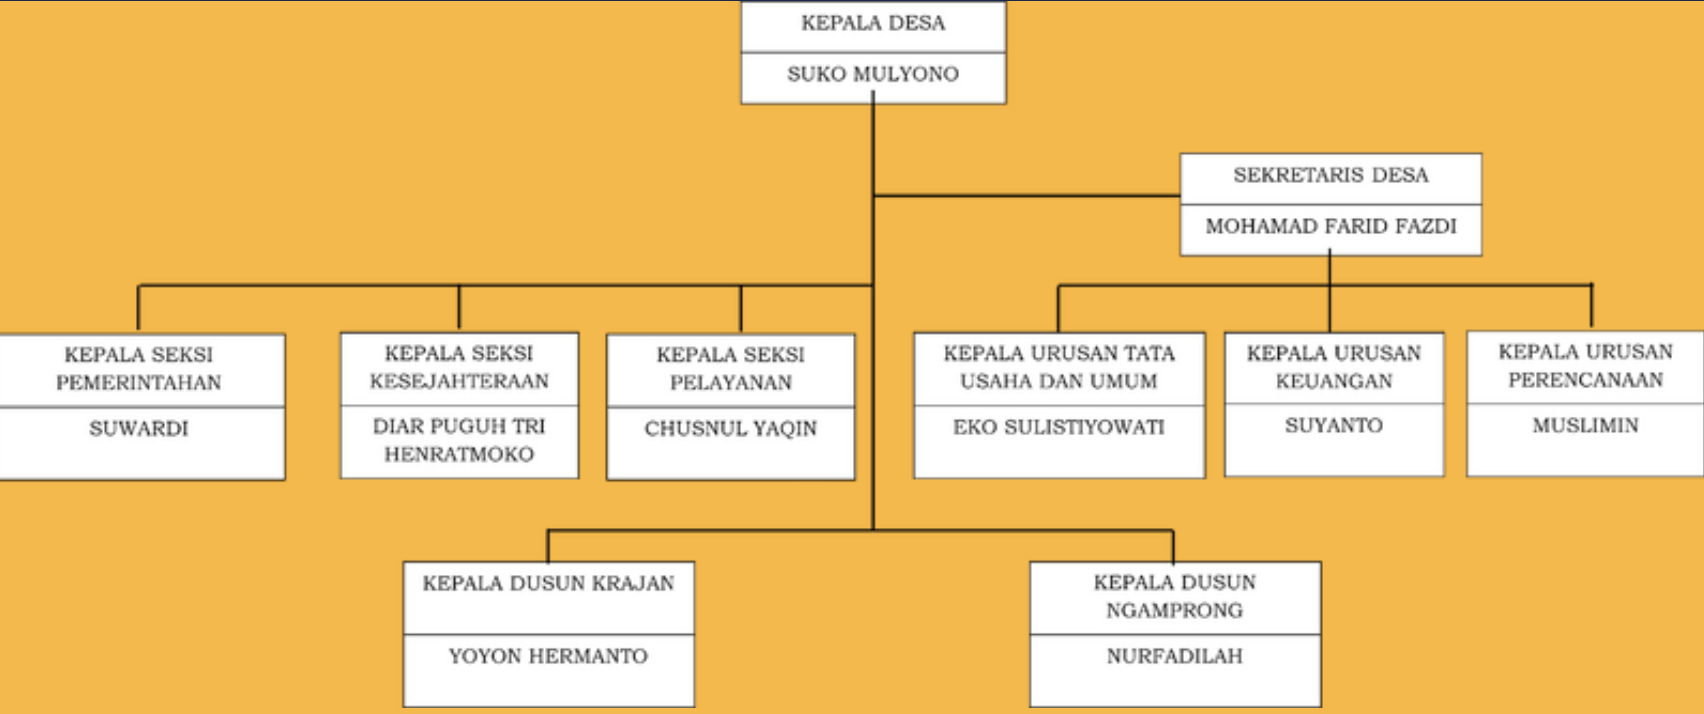 KEPALA DESA
SUKO MULYONO
SEKRETARIS DESA
MOHAMAD FARID FAZDI
KEPALA SEKSI
PEMERINTAHAN
SUWARDI
KEPALA SEKSI
KESEJAHTERAAN
DIAR PUGUH TRI
HENRATMOKO
KEPALA SEKSI
PELAYANAN
CHUSNUL YAQIN
KEPALA URUSAN TATA
USAHA DAN UMUM
EKO SULISTIYOWATI
KEPALA URUSAN
KEUANGAN
SUYANTO
KEPALA URUSAN
PERENCANAAN
MUSLIMIN
KEPALA DUSUN KRAJAN
YOYON HERMANTO
KEPALA DUSUN
NGAMPRONG
NURFADILAH